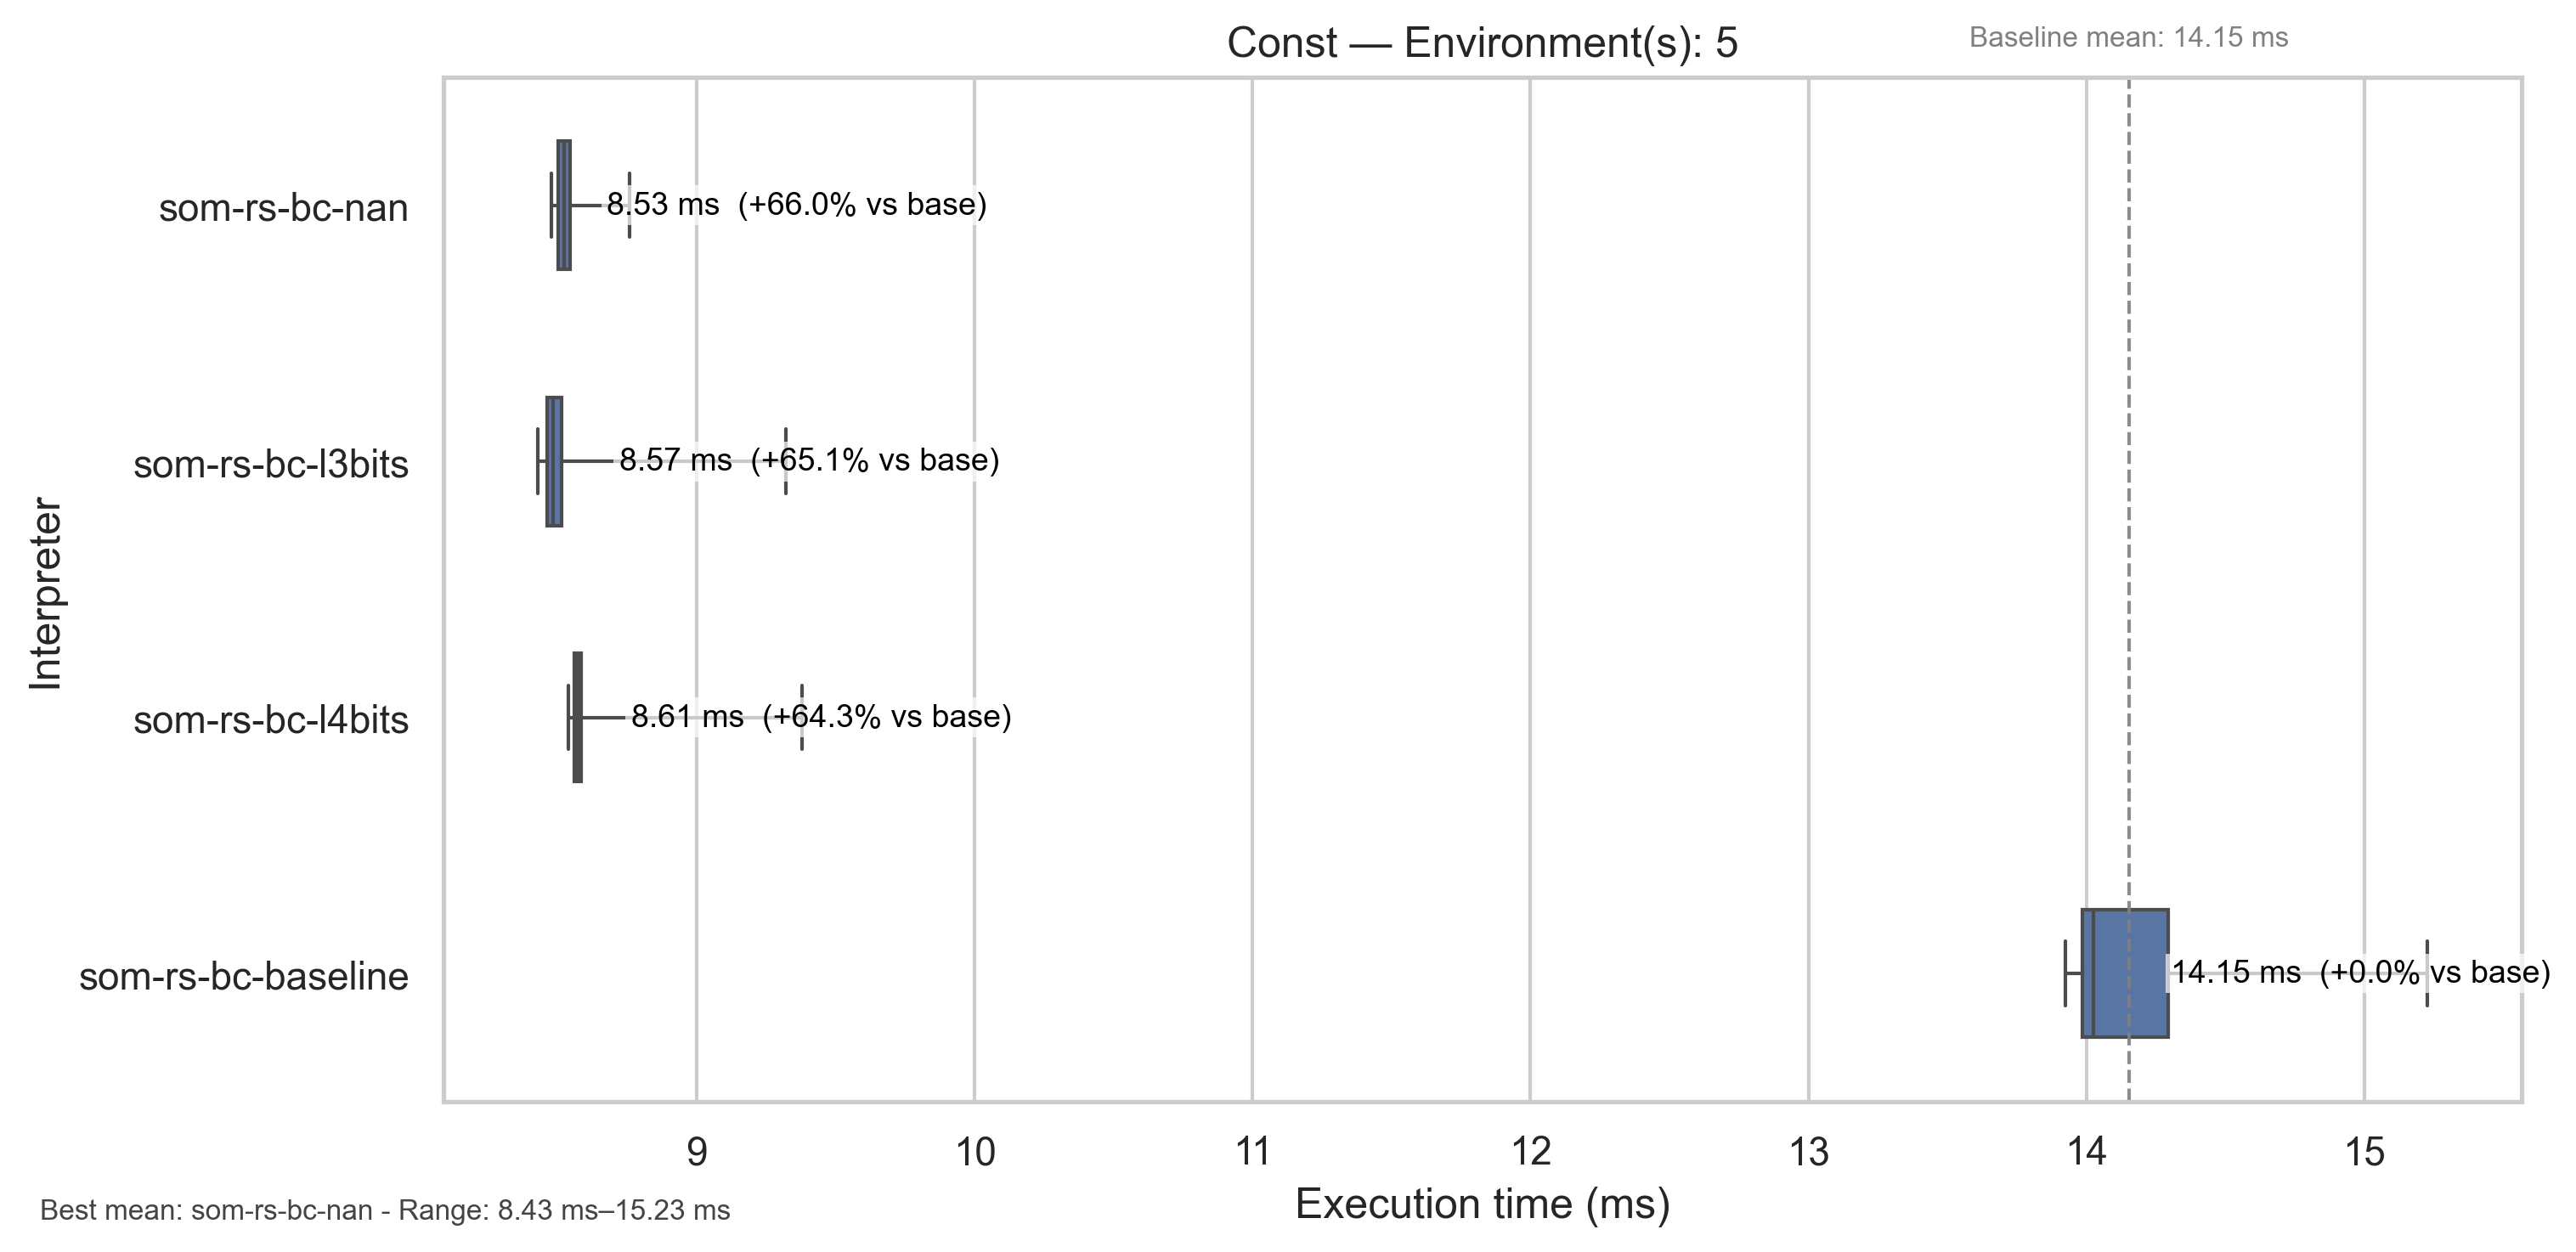 Const — Environment(s): 5
Baseline mean: 14.15 ms
som-rs-bc-nan
8.53 ms  (+66.0% vs base)
som-rs-bc-l3bits
8.57 ms  (+65.1% vs base)
som-rs-bc-l4bits
8.61 ms  (+64.3% vs base)
som-rs-bc-baseline
14.15 ms  (+0.0% vs base)
Interpreter
9 10 11 12 13 14 15
Execution time (ms)
Best mean: som-rs-bc-nan - Range: 8.43 ms–15.23 ms